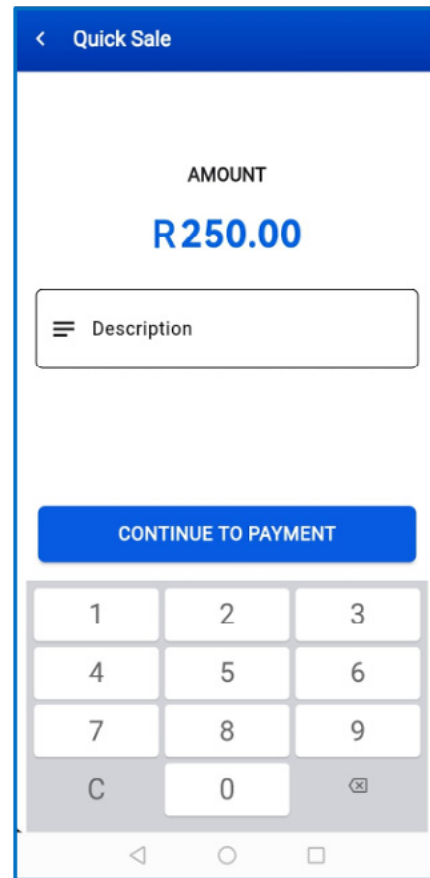 Quick Sale
AMOUNT
R250.00
Description
CONTINUE TO PAYMENT
1 2 3
4 5 6
7 8 9
C 0